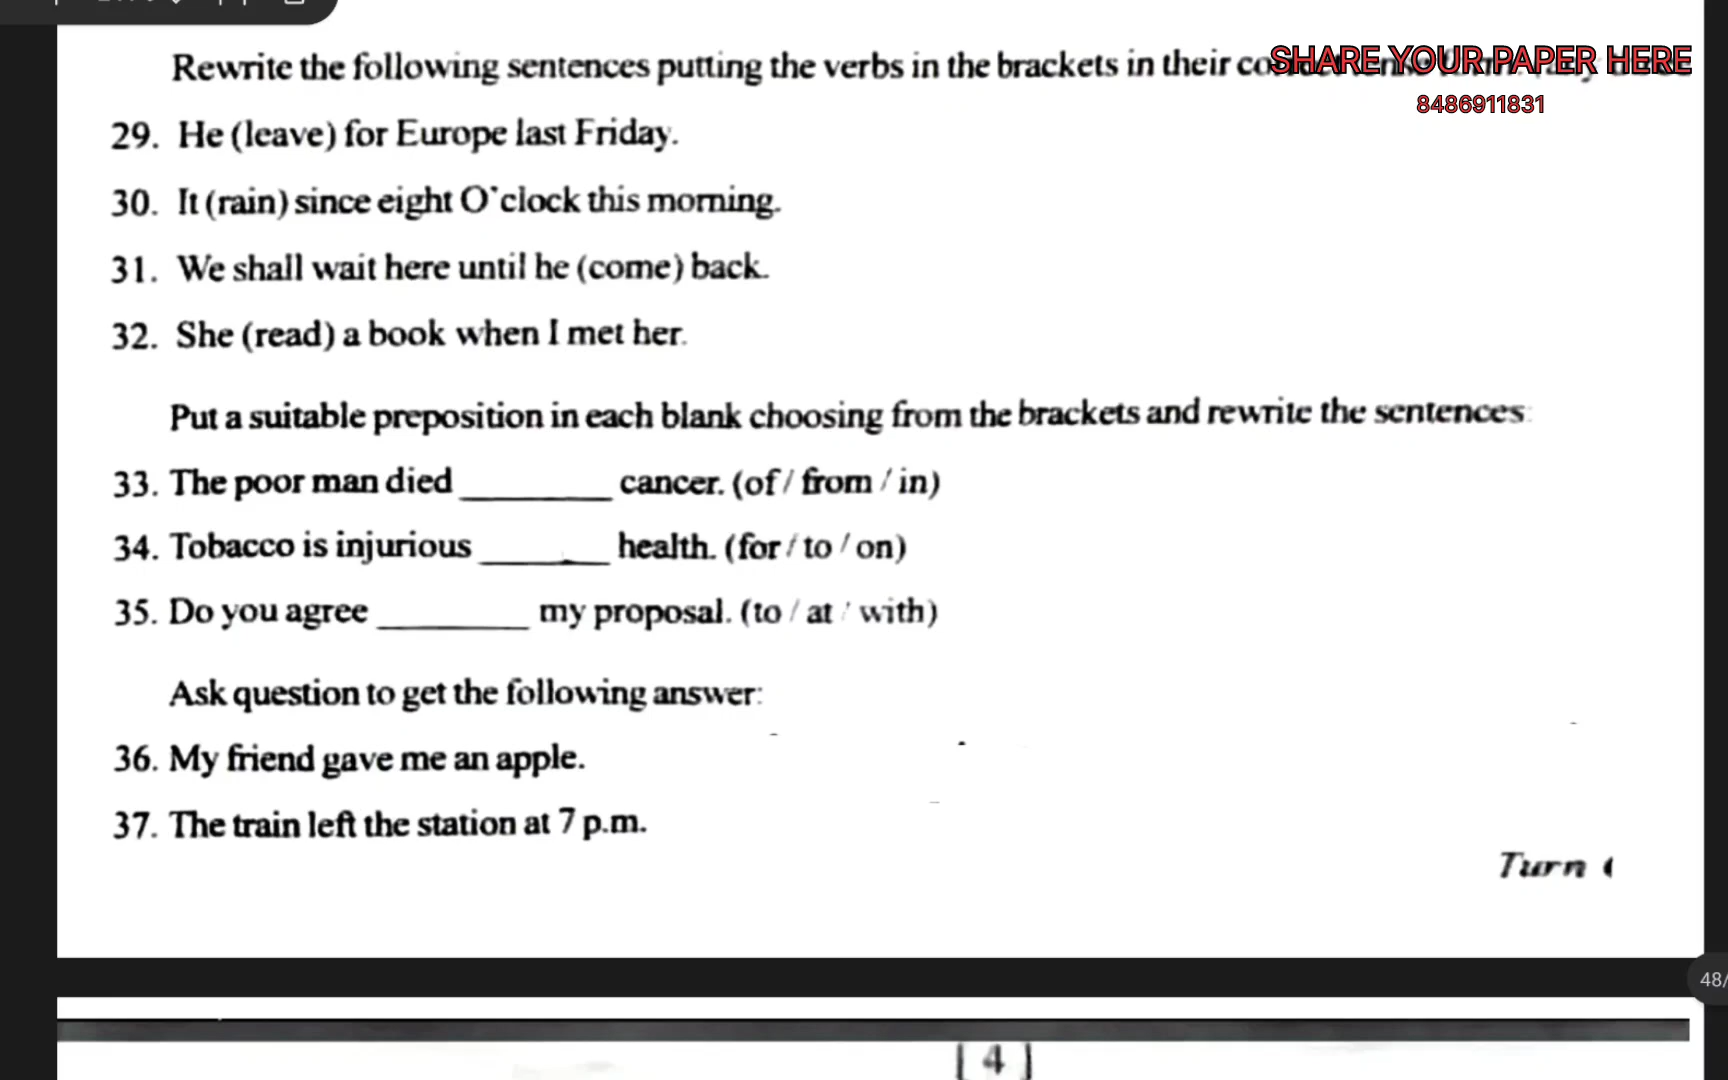 SHARE YOUR PAPER HERE
8486911831
Rewrite the following sentences putting the verbs in the brackets in their
29. He (leave) for Europe last Friday.
30. It (rain) since eight O'clock this morning.
31. We shall wait here until he (come) back.
32. She (read) a book when I met her.
Put a suitable preposition in each blank choosing from the brackets and rewrite the sentences:
33. The poor man died ________ cancer. (of / from / in)
34. Tobacco is injurious _______ health. (for / to / on)
35. Do you agree ________ my proposal. (to / at / with)
Ask question to get the following answer:
36. My friend gave me an apple.
37. The train left the station at 7 p.m.
Turn
48/
[ 4 ]